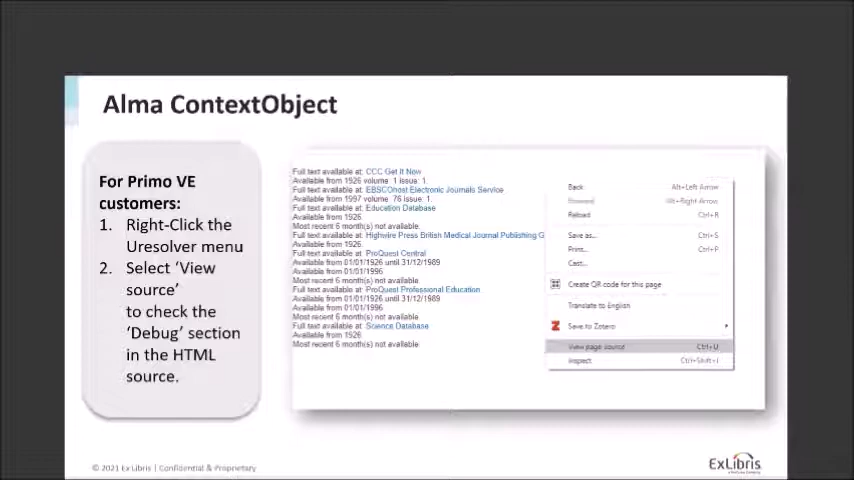 Alma ContextObject
For Primo VE
customers:
1. Right-Click the
Uresolver menu
2. Select ‘View
source’
to check the
‘Debug’ section
in the HTML
source.
Full text available at: CCC Get It Now
Available from 1926 volume: 1 issue: 1.
Full text available at: EBSCOhost Electronic Journals Service
Available from 1997 volume: 76 issue: 1.
Full text available at: Education Database
Available from 1926.
Most recent 6 month(s) not available.
Full text available at: Highwire Press British Medical Journal Publishing G
Available from 1926.
Full text available at: ProQuest Central
Available from 01/01/1926 until 31/12/1989
Available from 01/01/1996
Most recent 6 month(s) not available.
Full text available at: ProQuest Professional Education
Available from 01/01/1926 until 31/12/1989
Available from 01/01/1996
Most recent 6 month(s) not available.
Full text available at: Science Database
Available from 1926
Most recent 6 month(s) not available.
Back Alt+Left Arrow
Forward Alt+Right Arrow
Reload Ctrl+R
Save as... Ctrl+S
Print... Ctrl+P
Cast...
Create QR code for this page
Translate to English
Save to Zotero
View page source Ctrl+U
Inspect Ctrl+Shift+I
© 2021 Ex Libris | Confidential & Proprietary
ExLibris